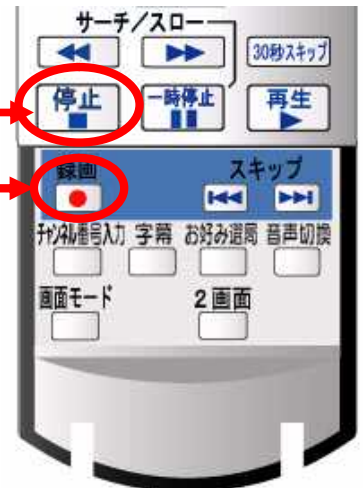 サーチ/スロー
30秒スキップ
停止 一時停止 再生
録画 スキップ
チャンネル番号入力 字幕 お好み選局 音声切換
画面モード 2画面